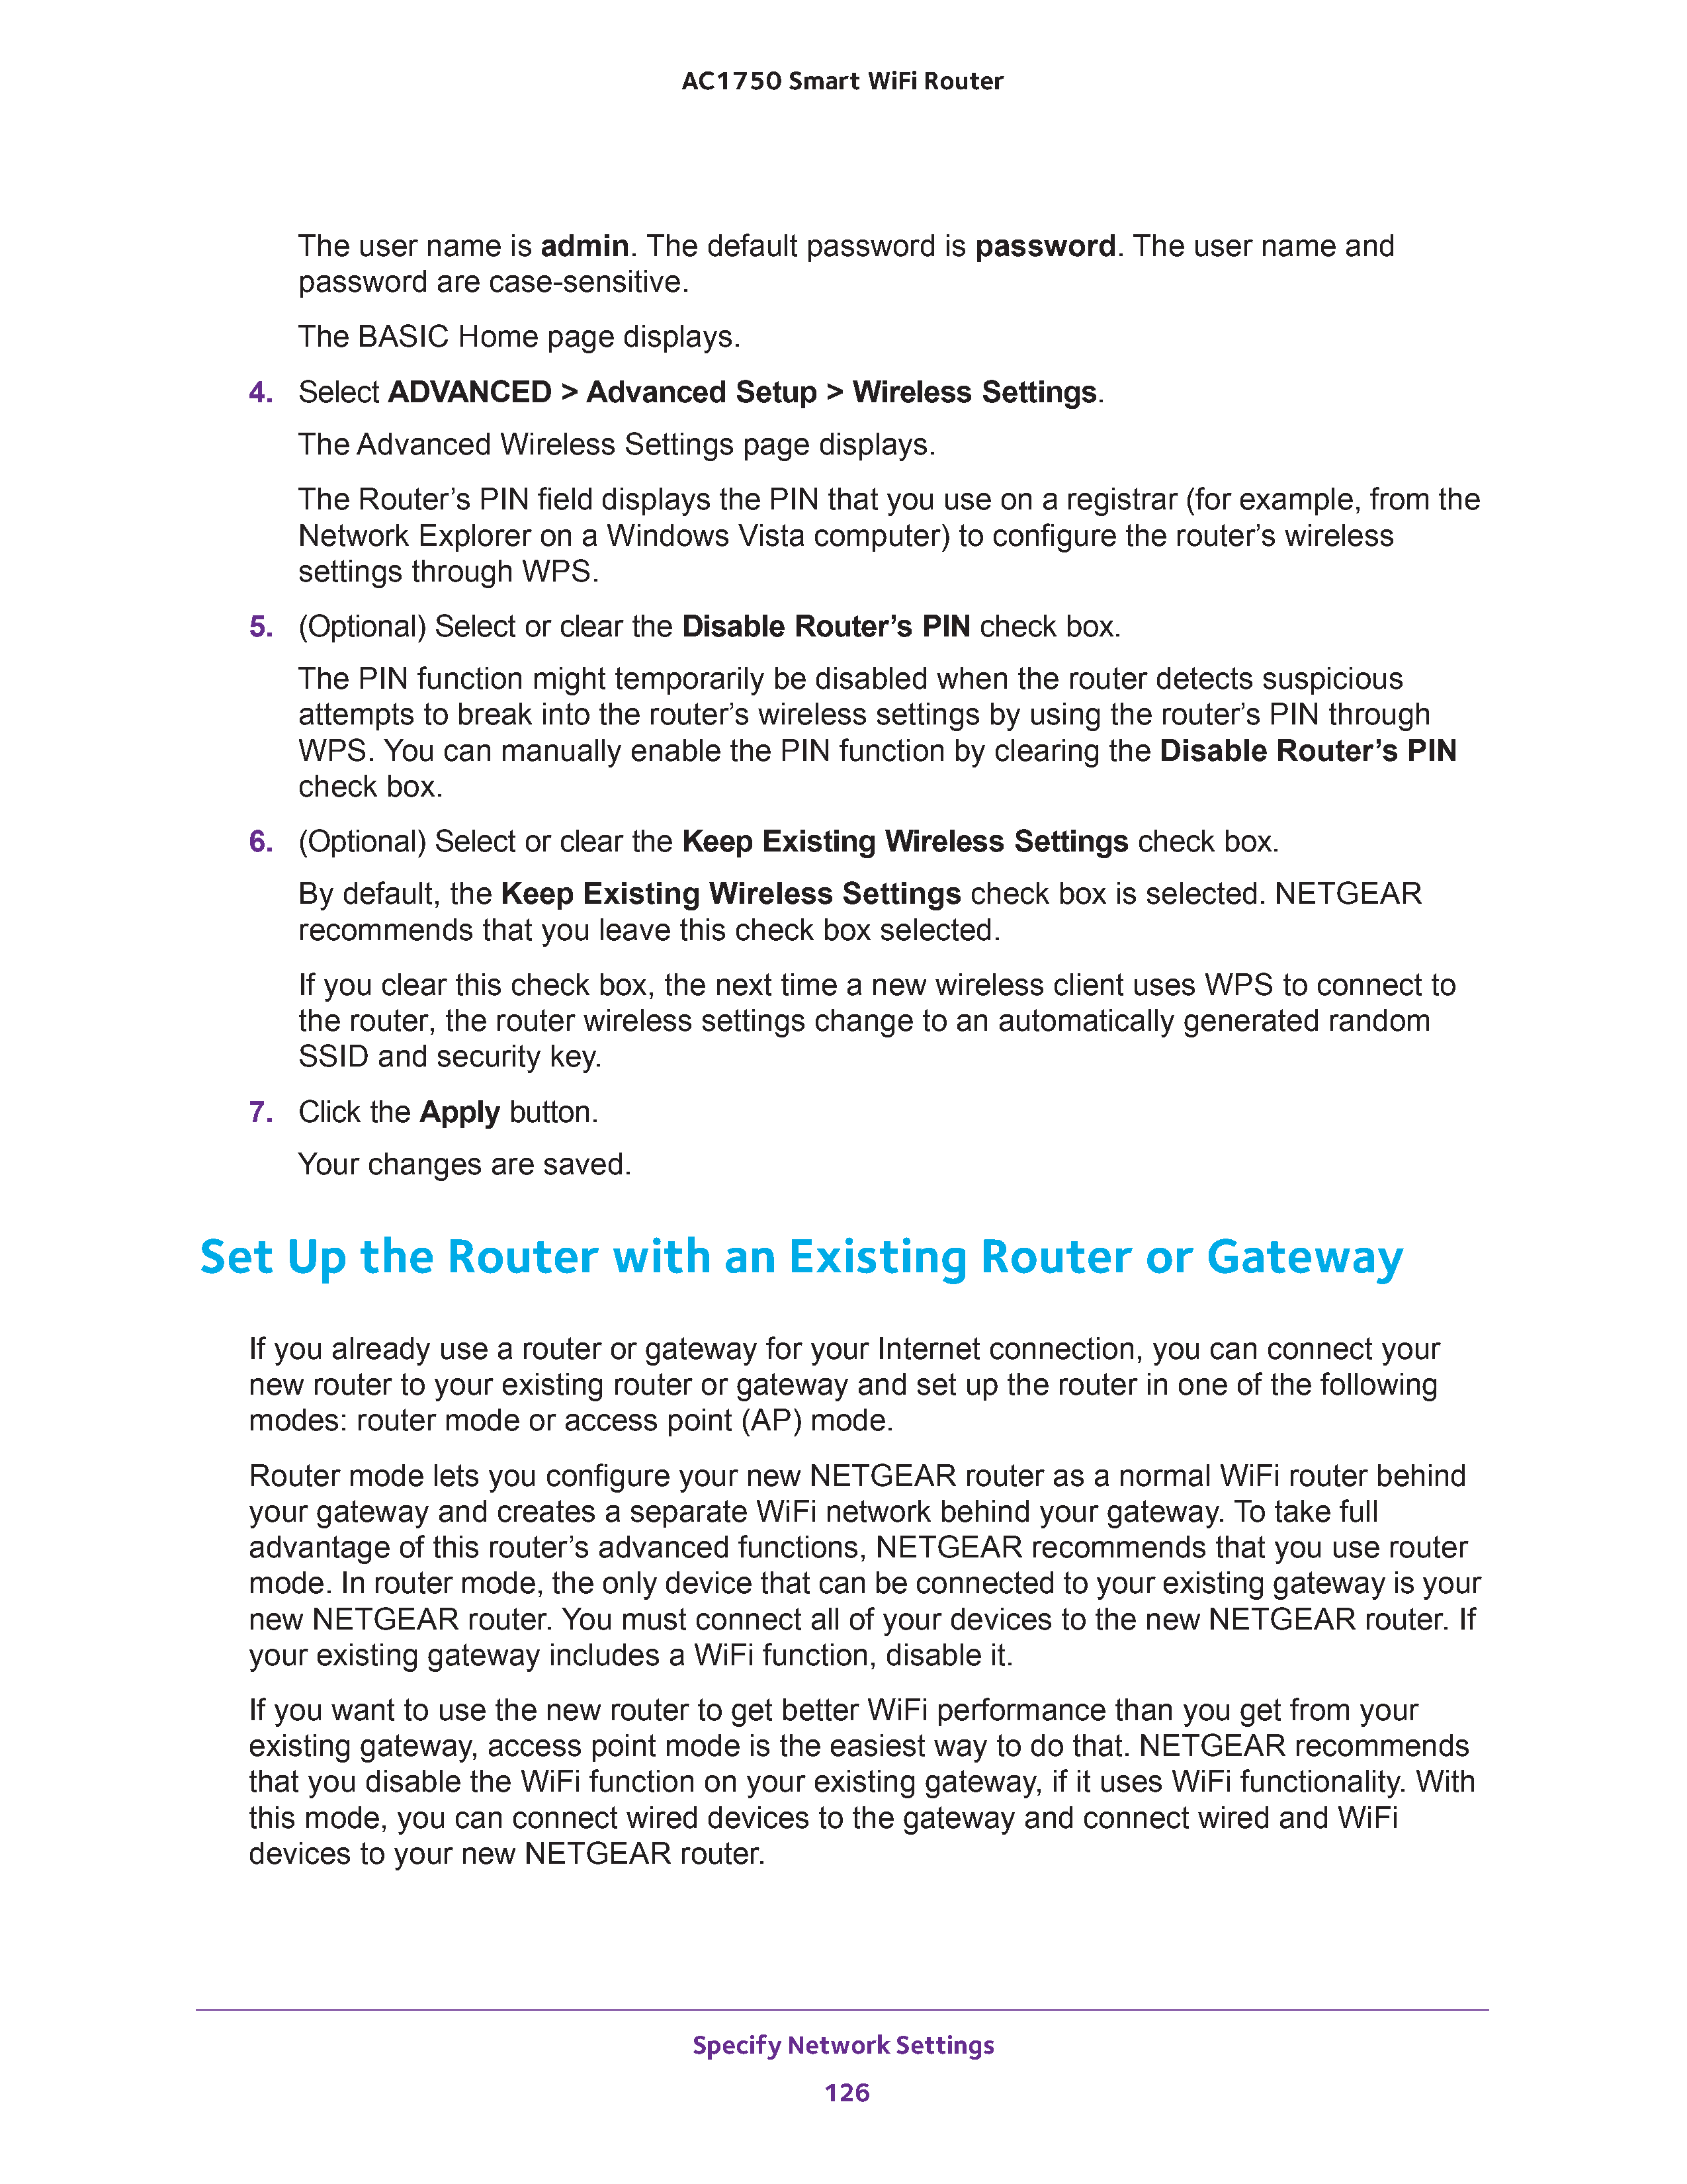 AC1750 Smart WiFi Router
The user name is admin. The default password is password. The user name and
password are case-sensitive.
The BASIC Home page displays.
4. Select ADVANCED > Advanced Setup > Wireless Settings.
The Advanced Wireless Settings page displays.
The Router’s PIN field displays the PIN that you use on a registrar (for example, from the
Network Explorer on a Windows Vista computer) to configure the router’s wireless
settings through WPS.
5. (Optional) Select or clear the Disable Router’s PIN check box.
The PIN function might temporarily be disabled when the router detects suspicious
attempts to break into the router’s wireless settings by using the router’s PIN through
WPS. You can manually enable the PIN function by clearing the Disable Router’s PIN
check box.
6. (Optional) Select or clear the Keep Existing Wireless Settings check box.
By default, the Keep Existing Wireless Settings check box is selected. NETGEAR
recommends that you leave this check box selected.
If you clear this check box, the next time a new wireless client uses WPS to connect to
the router, the router wireless settings change to an automatically generated random
SSID and security key.
7. Click the Apply button.
Your changes are saved.
Set Up the Router with an Existing Router or Gateway
If you already use a router or gateway for your Internet connection, you can connect your
new router to your existing router or gateway and set up the router in one of the following
modes: router mode or access point (AP) mode.
Router mode lets you configure your new NETGEAR router as a normal WiFi router behind
your gateway and creates a separate WiFi network behind your gateway. To take full
advantage of this router’s advanced functions, NETGEAR recommends that you use router
mode. In router mode, the only device that can be connected to your existing gateway is your
new NETGEAR router. You must connect all of your devices to the new NETGEAR router. If
your existing gateway includes a WiFi function, disable it.
If you want to use the new router to get better WiFi performance than you get from your
existing gateway, access point mode is the easiest way to do that. NETGEAR recommends
that you disable the WiFi function on your existing gateway, if it uses WiFi functionality. With
this mode, you can connect wired devices to the gateway and connect wired and WiFi
devices to your new NETGEAR router.
Specify Network Settings
126